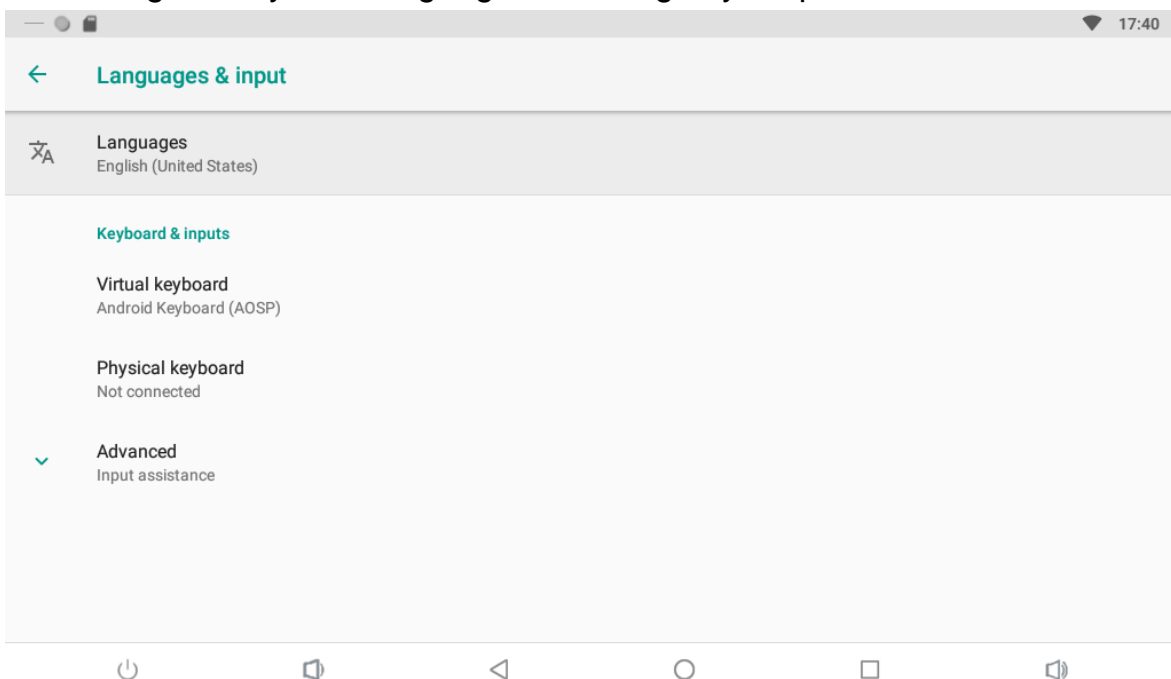 17:40
Languages & input
Languages
English (United States)
Keyboard & inputs
Virtual keyboard
Android Keyboard (AOSP)
Physical keyboard
Not connected
Advanced
Input assistance